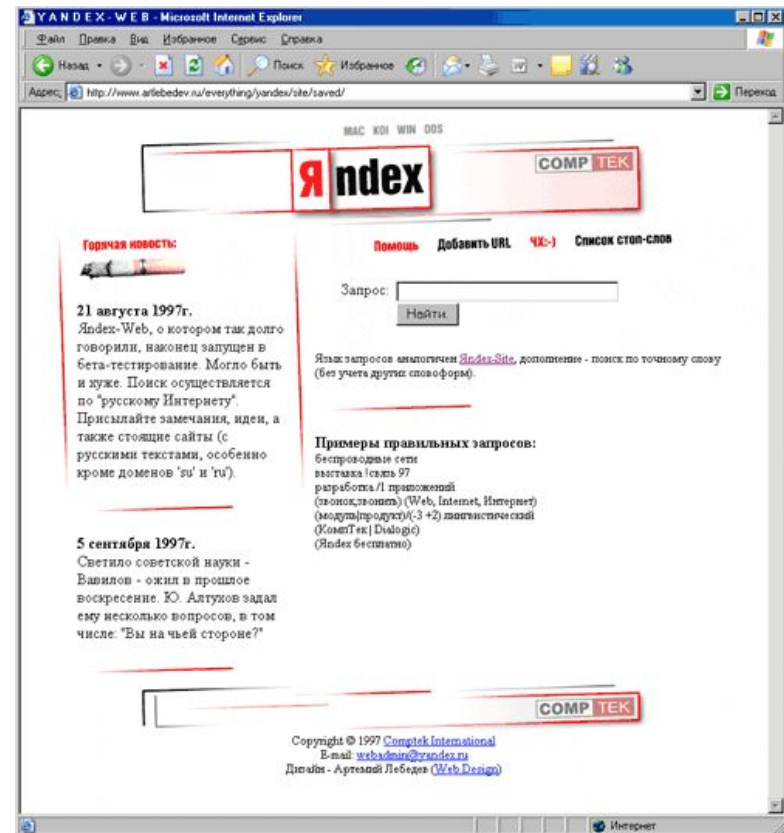 YANDEX-WEB - Microsoft Internet Explorer
Файл Правка Вид Избранное Сервис Справка
Назад Поиск Избранное
Адрес: http://www.artlebedev.ru/everything/yandex/site/saved/ Переход
MAC KOI WIN DOS
Яndex
COMPTEK
Горячая новость:
Помощь Добавить URL ЧХ:-) Список стоп-слов
Запрос:
Найти
21 августа 1997г.
Яndex-Web, о котором так долго
говорили, наконец запущен в
бета-тестирование. Могло быть
и хуже. Поиск осуществляется
по "русскому Интернету".
Присылайте замечания, идеи, а
также стоящие сайты (с
русскими текстами, особенно
кроме доменов 'su' и 'ru').
5 сентября 1997г.
Светило советской науки -
Вавилов - ожил в прошлое
воскресение. Ю. Алтухов задал
ему несколько вопросов, в том
числе: "Вы на чьей стороне?"
Язык запросов аналогичен Яndex-Site, дополнение - поиск по точному слову
(без учета других словоформ).
Примеры правильных запросов:
беспроводные сети
выставка !связь 97
разработка /1 приложений
(звонок,звонить) (Web, Internet, Интернет)
(модуль|продукт)/(-3 +2) лингвистический
(КомпТек | Dialogic)
(Яndex бесплатно)
COMPTEK
Copyright © 1997 Comptek International
E-mail: webadmin@yandex.ru
Дизайн - Артемий Лебедев (Web Design)
Интернет